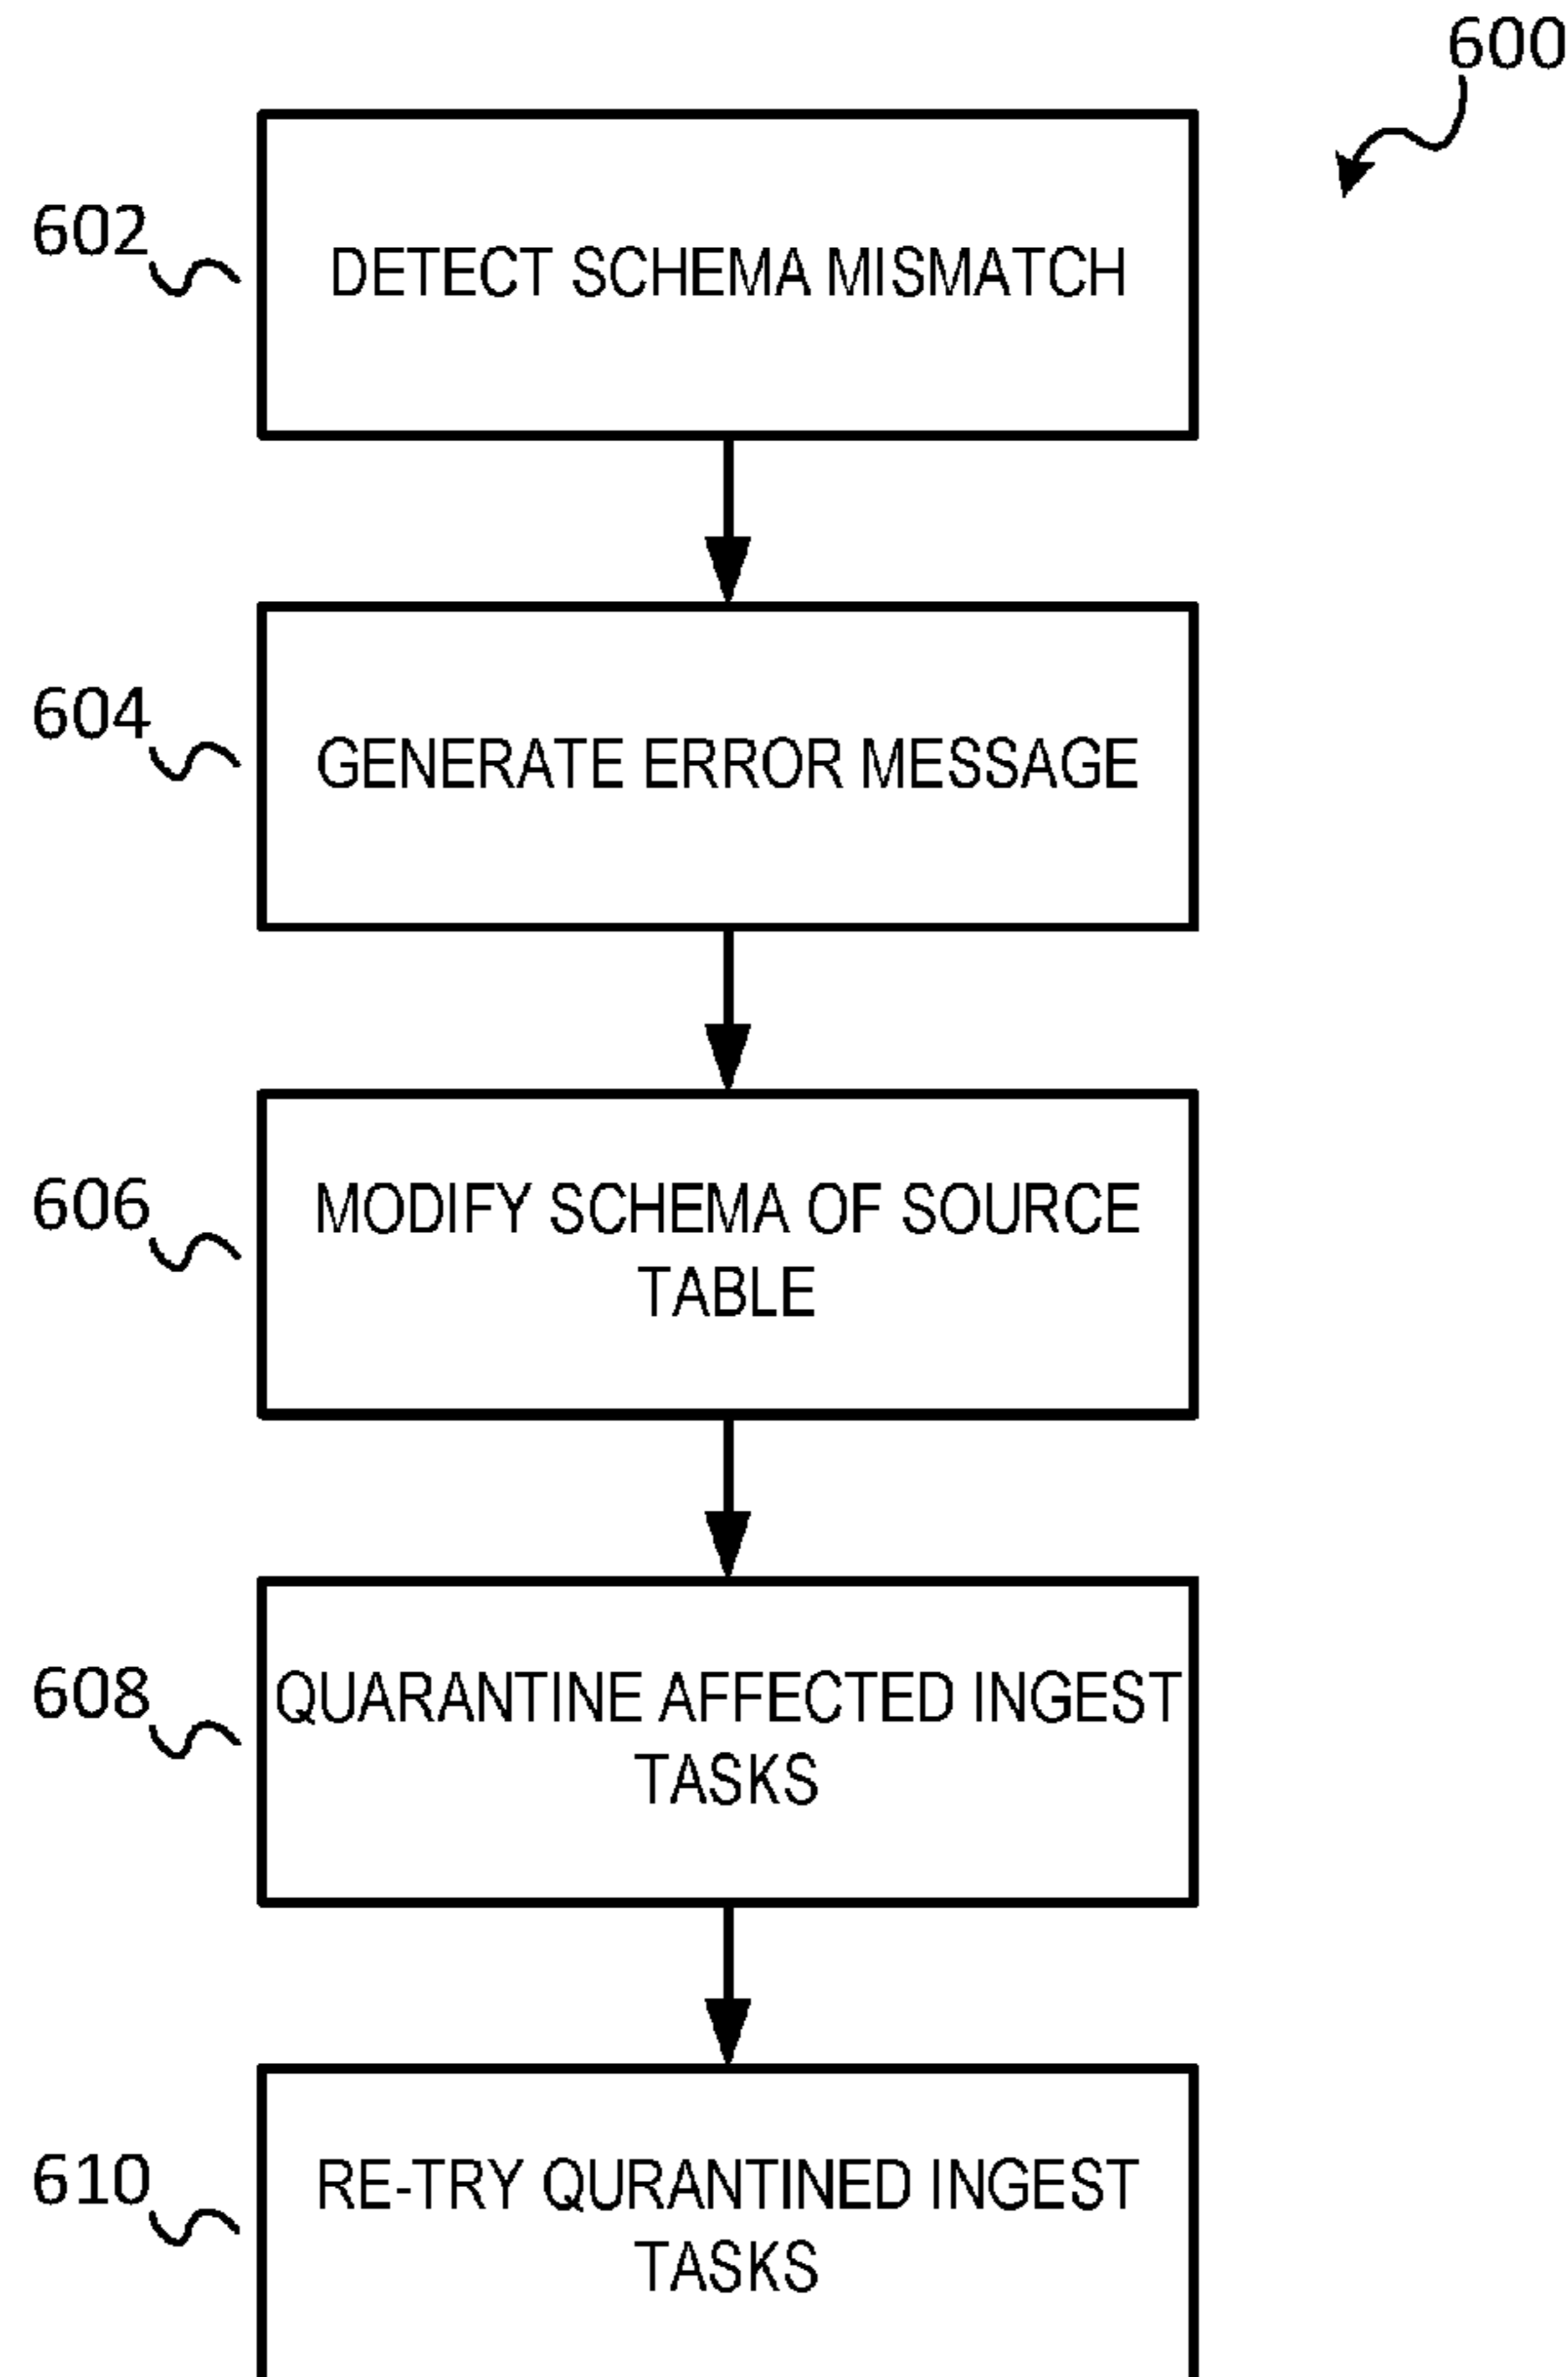 600
602
DETECT SCHEMA MISMATCH
604
GENERATE ERROR MESSAGE
606
MODIFY SCHEMA OF SOURCE
TABLE
608
QUARANTINE AFFECTED INGEST
TASKS
610
RE-TRY QURANTINED INGEST
TASKS